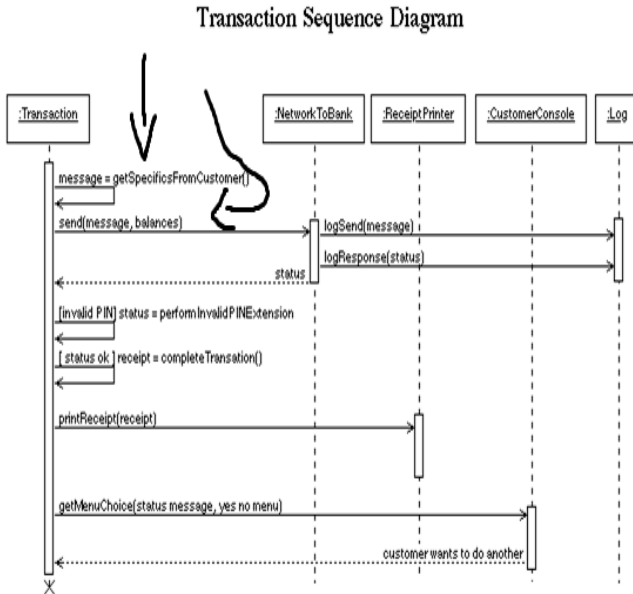 Transaction Sequence Diagram
:Transaction :NetworkToBank :ReceiptPrinter :CustomerConsole :Log
message = getSpecificsFromCustomer()
send(message, balances)
logSend(message)
logResponse(status)
status
[invalid PIN] status = performInvalidPINExtension
[ status ok ] receipt = completeTransation()
printReceipt(receipt)
getMenuChoice(status message, yes no menu)
customer wants to do another